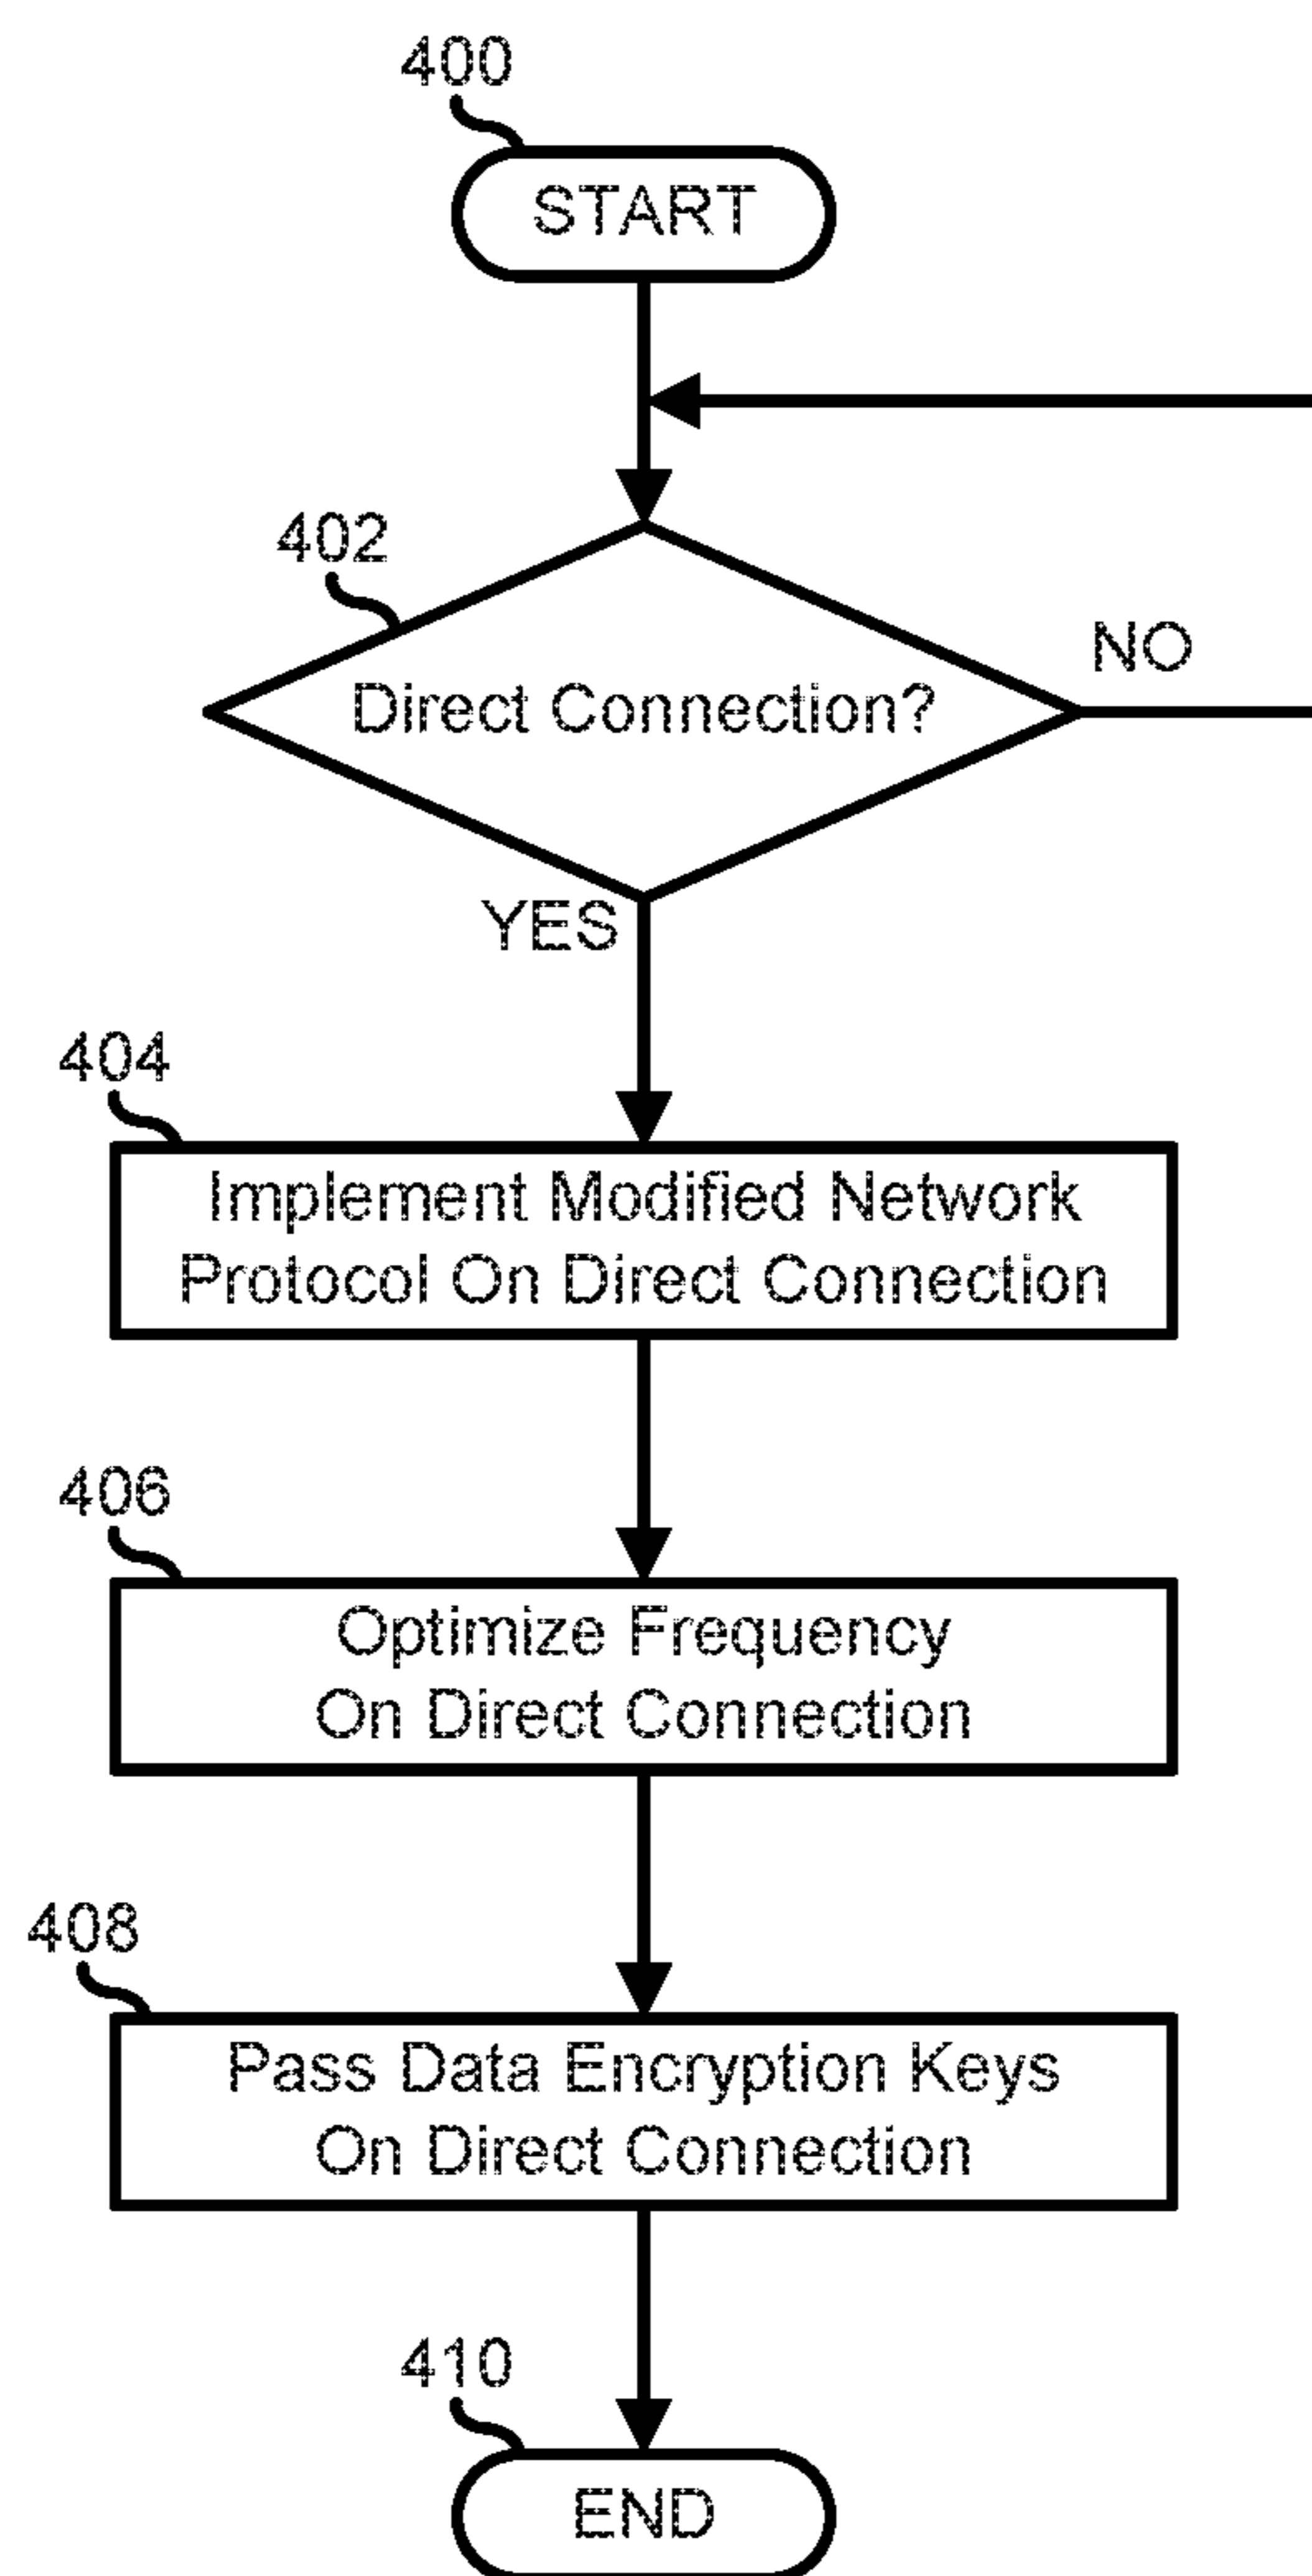 400
START
402
Direct Connection?
NO
YES
404
Implement Modified Network
Protocol On Direct Connection
406
Optimize Frequency
On Direct Connection
408
Pass Data Encryption Keys
On Direct Connection
410
END